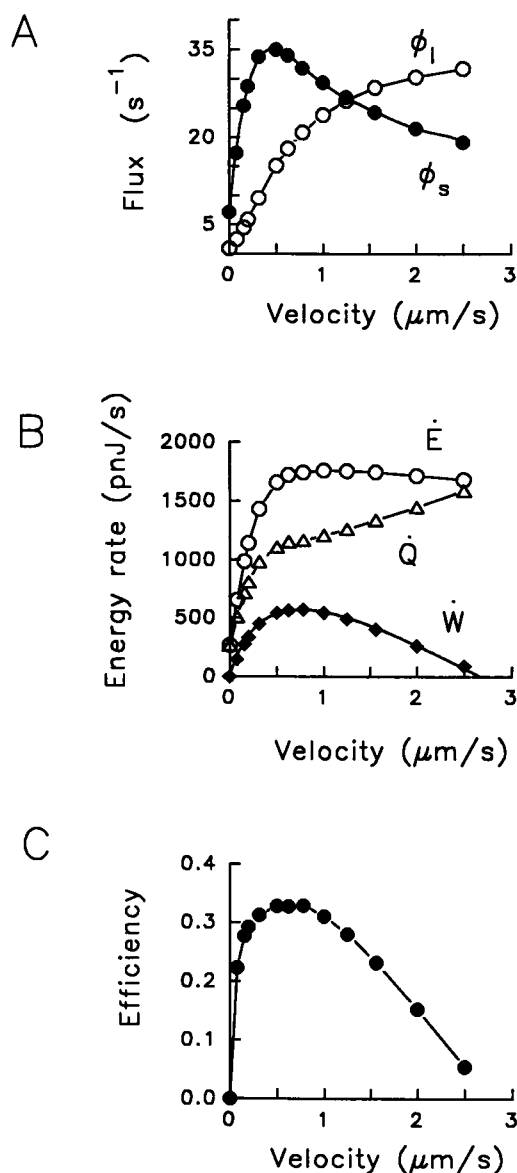 A
Flux (s⁻¹)
35
20
5
ϕl
ϕs
0 1 2 3
Velocity (μm/s)
B
Energy rate (pnJ/s)
2000
1500
1000
500
0
Ė
Q̇
Ẇ
0 1 2 3
Velocity (μm/s)
C
Efficiency
0.4
0.3
0.2
0.1
0.0
0 1 2 3
Velocity (μm/s)